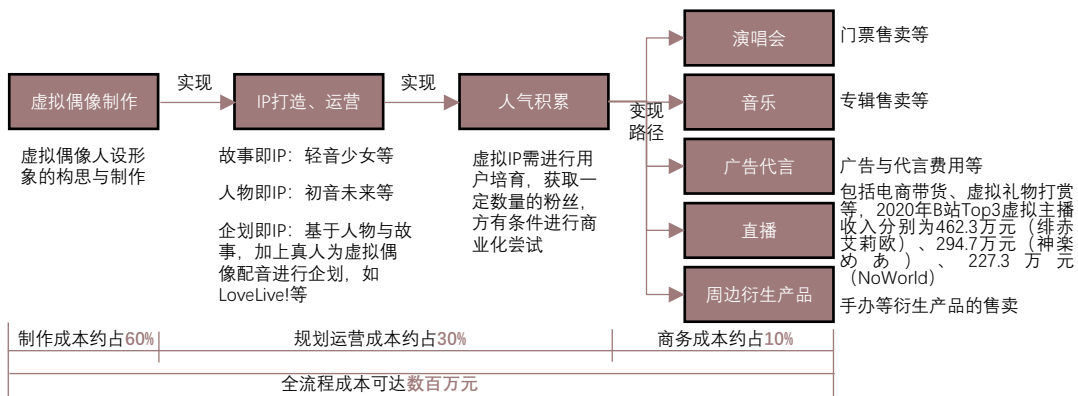 演唱会
门票售卖等
实现
实现
虚拟偶像制作
IP打造、运营
人气积累
变现
路径
音乐
专辑售卖等
虚拟偶像人设形
象的构思与制作
故事即IP：轻音少女等
人物即IP：初音未来等
企划即IP：基于人物与故
事，加上真人为虚拟偶
像配音进行企划，如
LoveLive!等
虚拟IP需进行用
户培育，获取一
定数量的粉丝，
方有条件进行商
业化尝试
广告代言
广告与代言费用等
直播
包括电商带货、虚拟礼物打赏
等，2020年B站Top3虚拟主播
收入分别为462.3万元（绯赤
艾莉欧）、294.7万元（神楽
めあ）、227.3万元
（NoWorld）
周边衍生产品
手办等衍生产品的售卖
制作成本约占60%
规划运营成本约占30%
商务成本约占10%
全流程成本可达数百万元